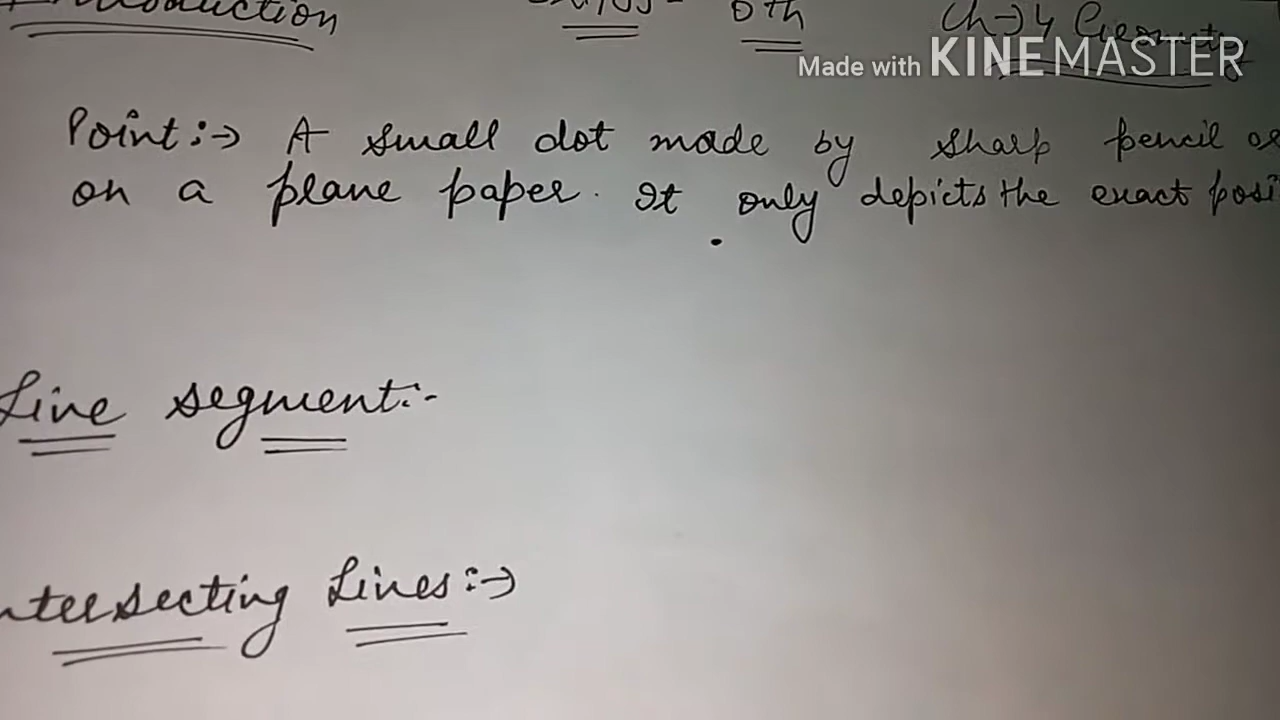 Introduction 6th Ch→4 Geometry
Made with KINEMASTER
Point:→ A small dot made by sharp pencil
on a plane paper. It only depicts the exact
Line segment:-
Intersecting Lines:→